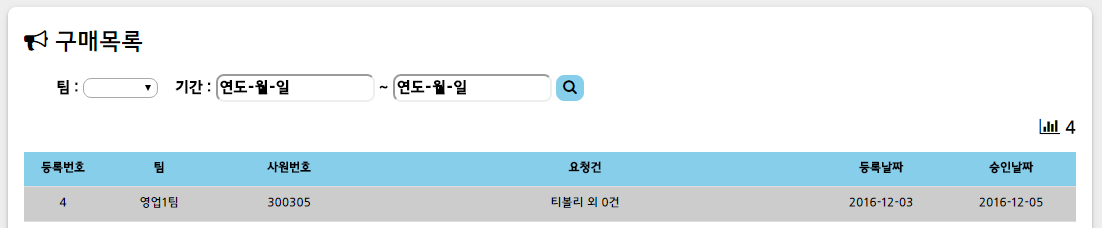 구매목록
팀 : 기간 : 연도-월-일 ~ 연도-월-일
4
등록번호 팀 사원번호 요청건 등록날짜 승인날짜
4 영업1팀 300305 티볼리 외 0건 2016-12-03 2016-12-05